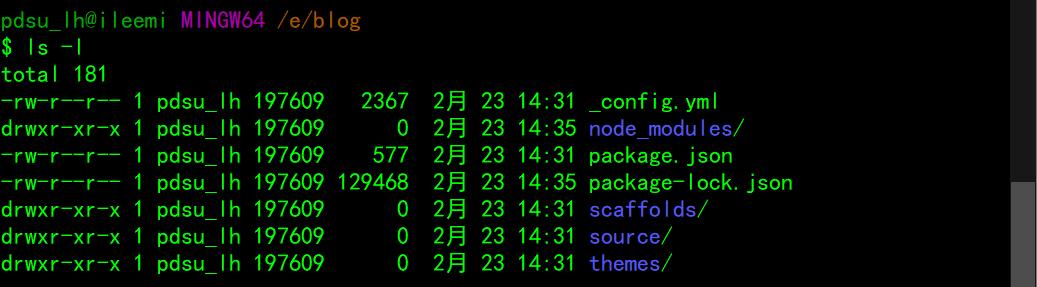 pdsu_lh@ileemi MINGW64 /e/blog
$ ls -l
total 181
-rw-r--r-- 1 pdsu_lh 197609   2367  2月 23 14:31 _config.yml
drwxr-xr-x 1 pdsu_lh 197609      0  2月 23 14:35 node_modules/
-rw-r--r-- 1 pdsu_lh 197609    577  2月 23 14:31 package.json
-rw-r--r-- 1 pdsu_lh 197609 129468  2月 23 14:35 package-lock.json
drwxr-xr-x 1 pdsu_lh 197609      0  2月 23 14:31 scaffolds/
drwxr-xr-x 1 pdsu_lh 197609      0  2月 23 14:31 source/
drwxr-xr-x 1 pdsu_lh 197609      0  2月 23 14:31 themes/